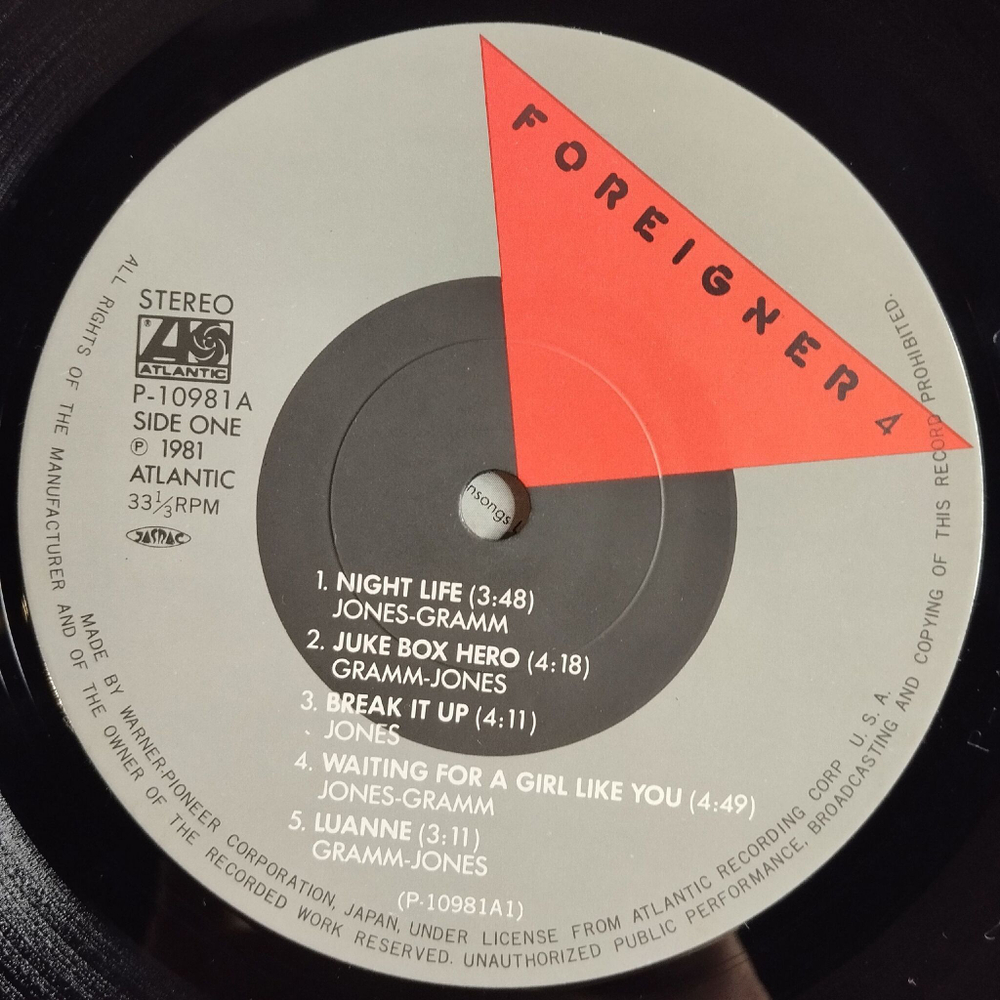 FOREIGNER 4
STEREO
®
ATLANTIC
P-10981A
SIDE ONE
℗ 1981
ATLANTIC
33⅓RPM
JASRAC
1. NIGHT LIFE (3:48)
JONES-GRAMM
2. JUKE BOX HERO (4:18)
GRAMM-JONES
3. BREAK IT UP (4:11)
JONES
4. WAITING FOR A GIRL LIKE YOU (4:49)
JONES-GRAMM
5. LUANNE (3:11)
GRAMM-JONES
(P-10981A1)
MADE BY WARNER-PIONEER CORPORATION, JAPAN, UNDER LICENSE FROM ATLANTIC RECORDING CORP U. S. A.
ALL RIGHTS OF THE MANUFACTURER AND OF THE OWNER OF THE RECORDED WORK RESERVED. UNAUTHORIZED PUBLIC PERFORMANCE, BROADCASTING AND COPYING OF THIS RECORD PROHIBITED.